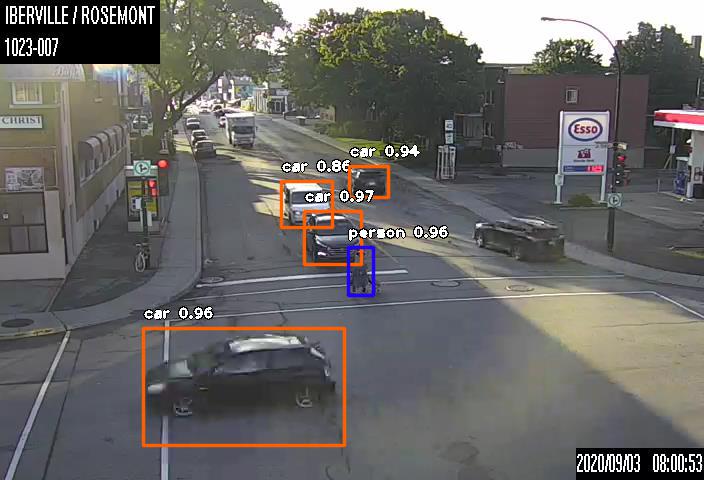 IBERVILLE / ROSEMONT
1023-007
CHRIST
Esso
car 0.94
car 0.86
car 0.97
person 0.96
car 0.96
2020/09/03 08:00:53